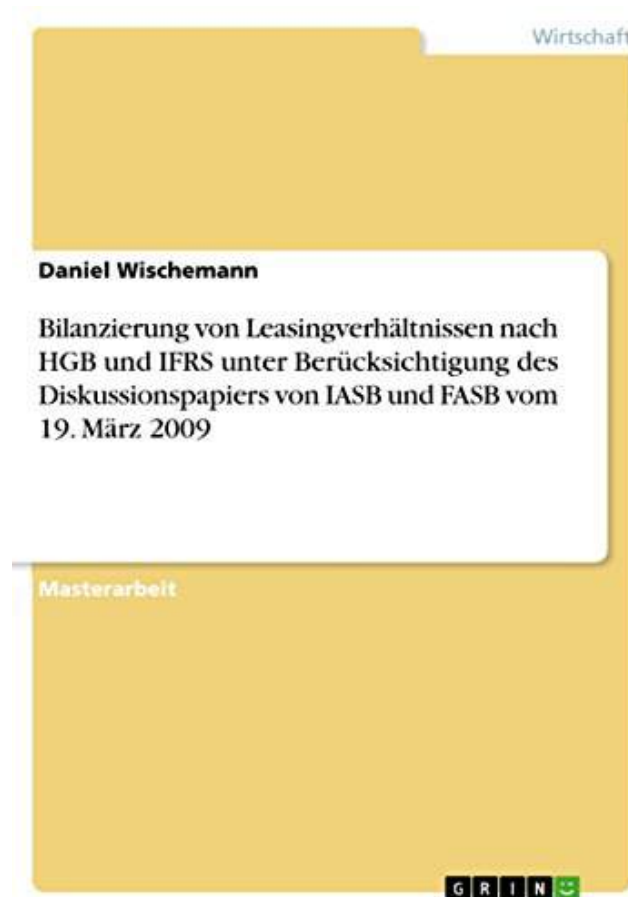 Wirtschaft
Daniel Wischemann
Bilanzierung von Leasingverhältnissen nach
HGB und IFRS unter Berücksichtigung des
Diskussionspapiers von IASB und FASB vom
19. März 2009
Masterarbeit
GRIN